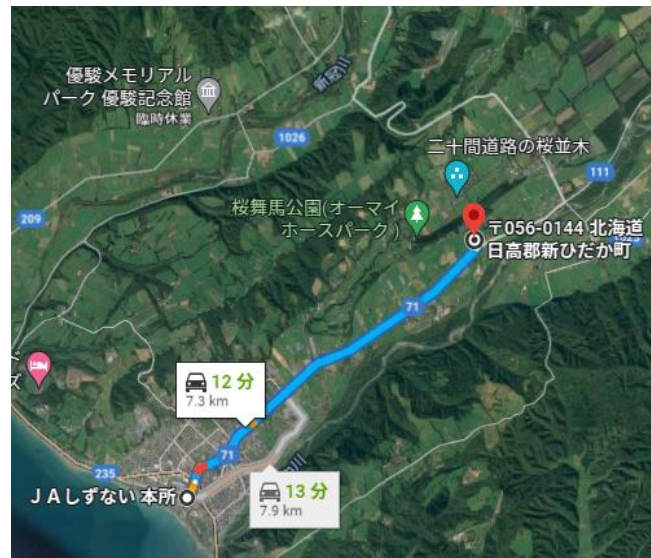 優駿メモリアル
パーク 優駿記念館
臨時休業
新冠川
1026
二十間道路の桜並木
111
209
桜舞馬公園(オーマイ
ホースパーク )
〒056-0144 北海道
日高郡新ひだか町
1025
71
ド
ズ
12 分
7.3 km
71
235
JAしずない 本所
13 分
7.9 km
川